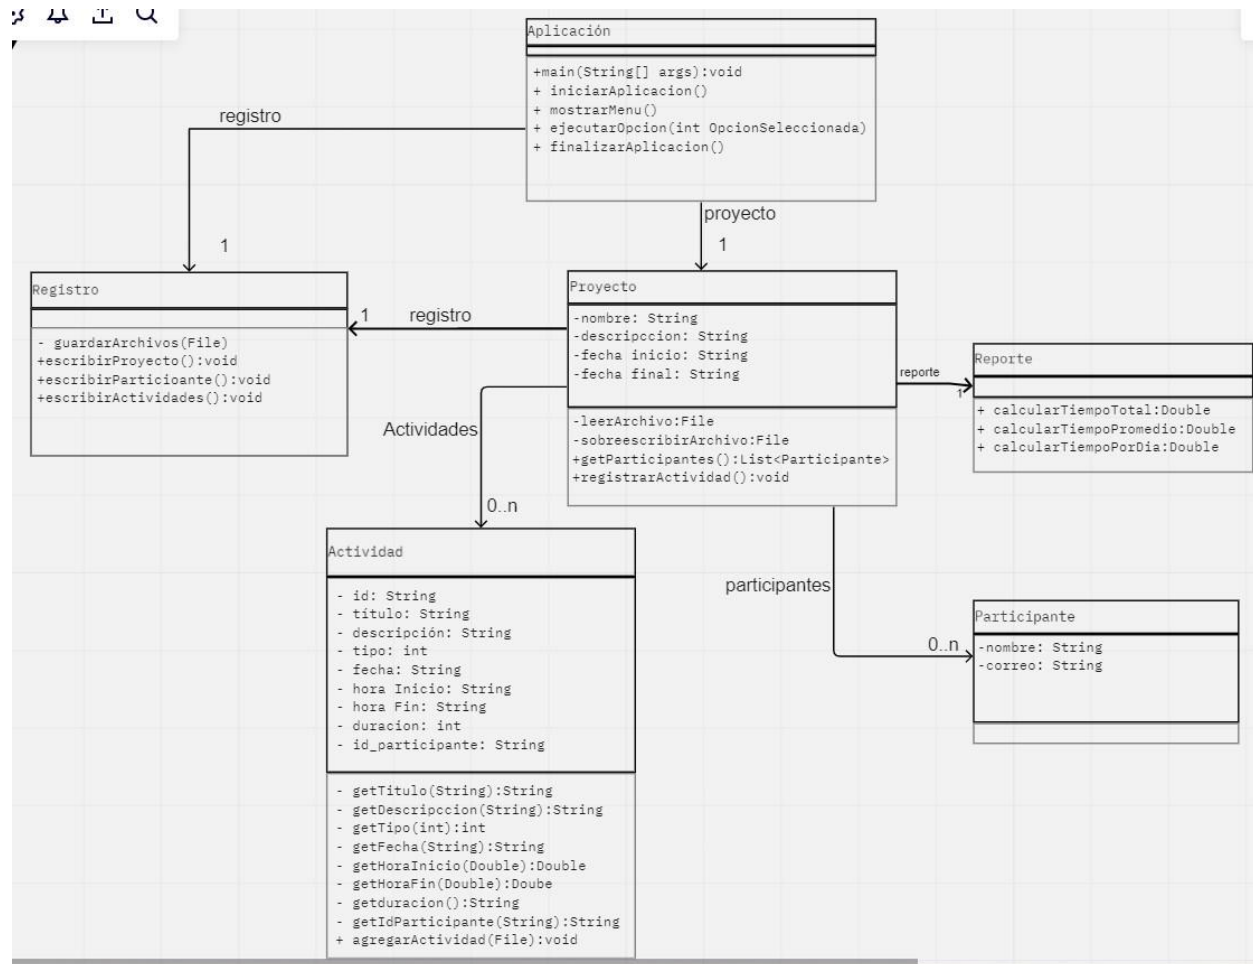 Aplicación
+main(String[] args):void
+ iniciarAplicacion()
+ mostrarMenu()
+ ejecutarOpcion(int OpcionSeleccionada)
+ finalizarAplicacion()
registro
1
proyecto
1
Registro
- guardarArchivos(File)
+escribirProyecto():void
+escribirParticioante():void
+escribirActividades():void
1
registro
Proyecto
-nombre: String
-descripccion: String
-fecha inicio: String
-fecha final: String
-leerArchivo:File
-sobreescribirArchivo:File
+getParticipantes():List<Participante>
+registrarActividad():void
reporte
1
Reporte
+ calcularTiempoTotal:Double
+ calcularTiempoPromedio:Double
+ calcularTiempoPorDia:Double
Actividades
0..n
Actividad
- id: String
- título: String
- descripción: String
- tipo: int
- fecha: String
- hora Inicio: String
- hora Fin: String
- duracion: int
- id_participante: String
- getTitulo(String):String
- getDescripccion(String):String
- getTipo(int):int
- getFecha(String):String
- getHoraInicio(Double):Double
- getHoraFin(Double):Doube
- getduracion():String
- getIdParticipante(String):String
+ agregarActividad(File):void
participantes
0..n
Participante
-nombre: String
-correo: String